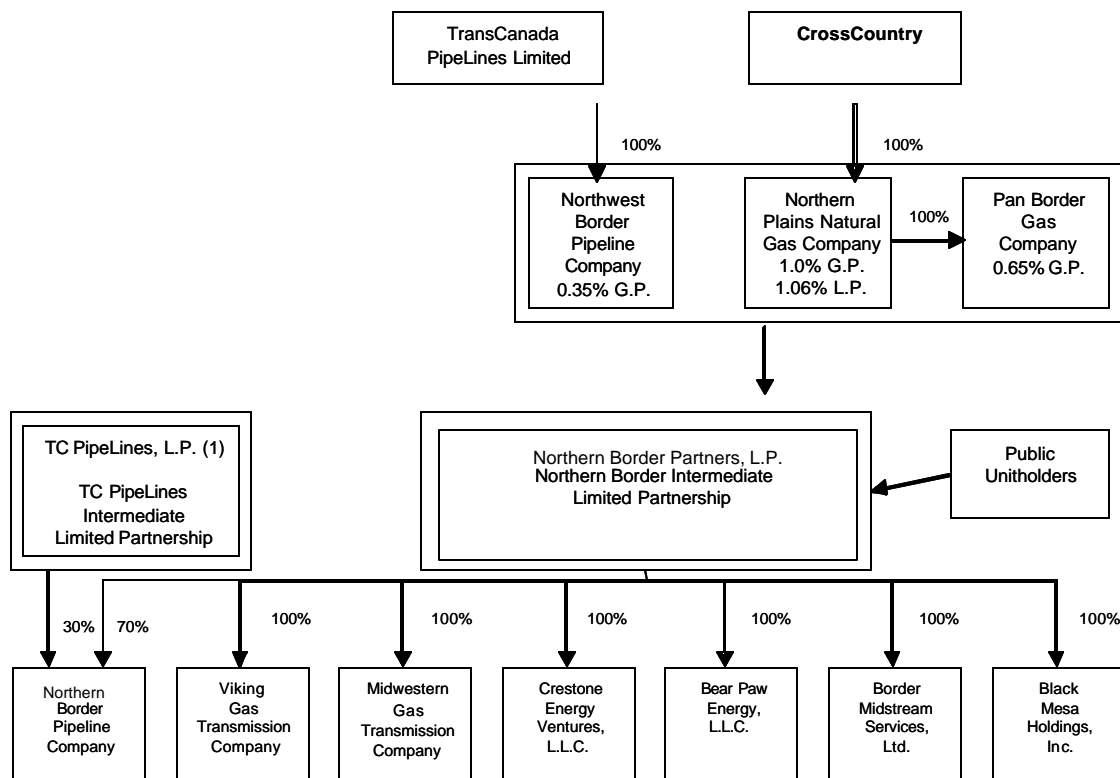 TransCanada
PipeLines Limited
CrossCountry
100%
100%
Northwest
Border
Pipeline
Company
0.35% G.P.
Northern
Plains Natural
Gas Company
1.0% G.P.
1.06% L.P.
100%
Pan Border
Gas
Company
0.65% G.P.
TC PipeLines, L.P. (1)
TC PipeLines
Intermediate
Limited Partnership
Northern Border Partners, L.P.
Northern Border Intermediate
Limited Partnership
Public
Unitholders
30%
70%
100%
100%
100%
100%
100%
100%
Northern
Border
Pipeline
Company
Viking
Gas
Transmission
Company
Midwestern
Gas
Transmission
Company
Crestone
Energy
Ventures,
L.L.C.
Bear Paw
Energy,
L.L.C.
Border
Midstream
Services,
Ltd.
Black
Mesa
Holdings,
Inc.